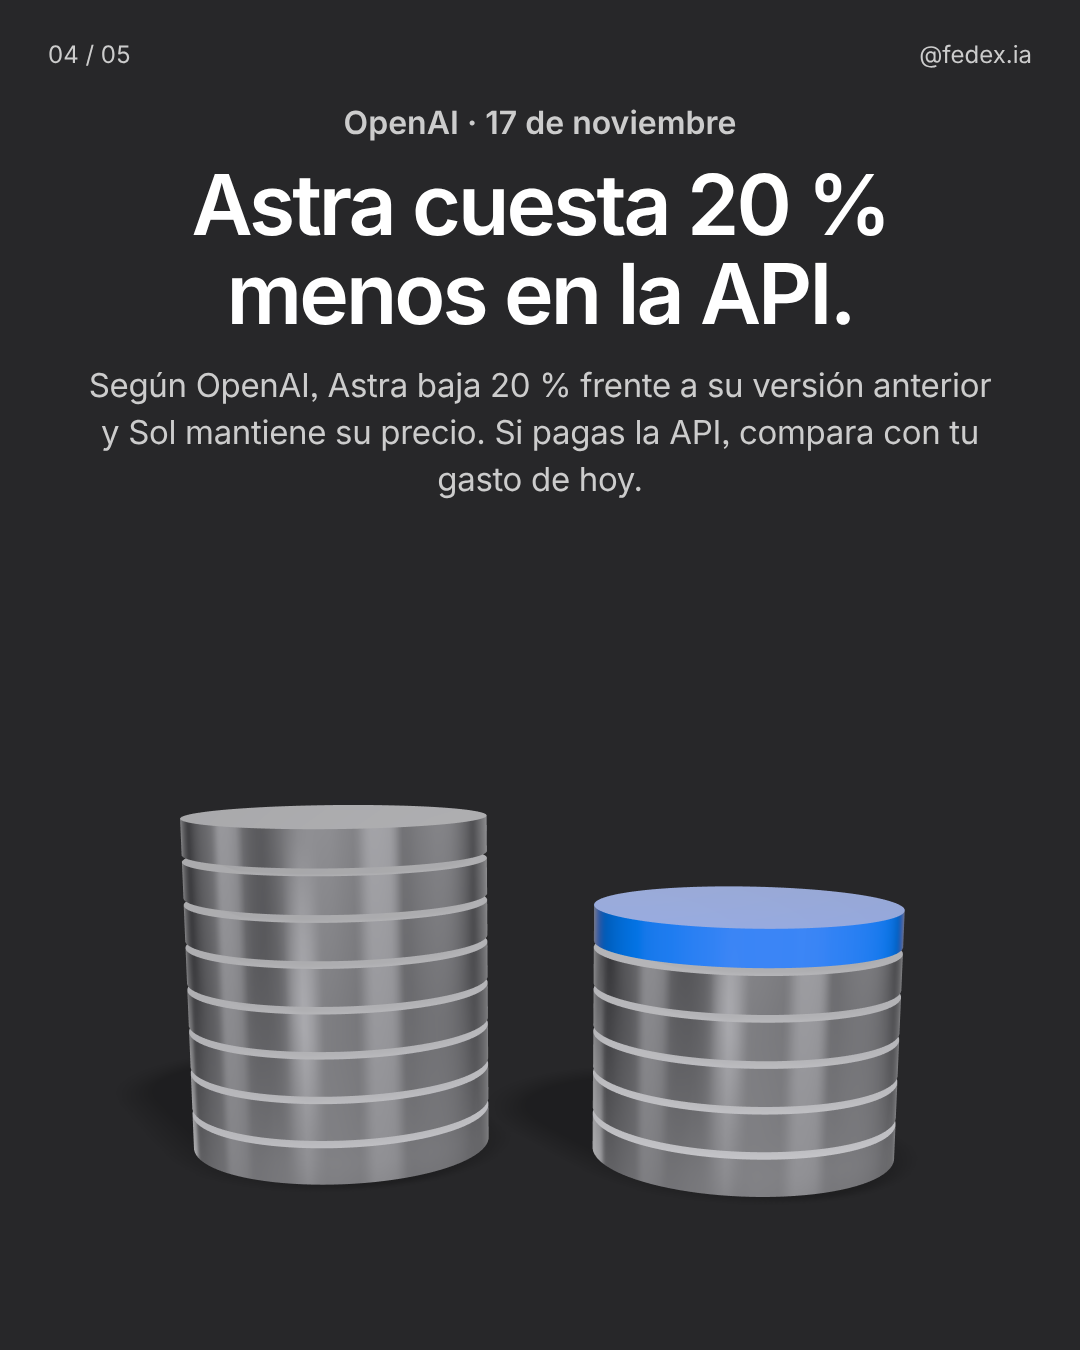 04 / 05
@fedex.ia
OpenAI · 17 de noviembre
Astra cuesta 20 %
menos en la API.
Según OpenAI, Astra baja 20 % frente a su versión anterior
y Sol mantiene su precio. Si pagas la API, compara con tu
gasto de hoy.